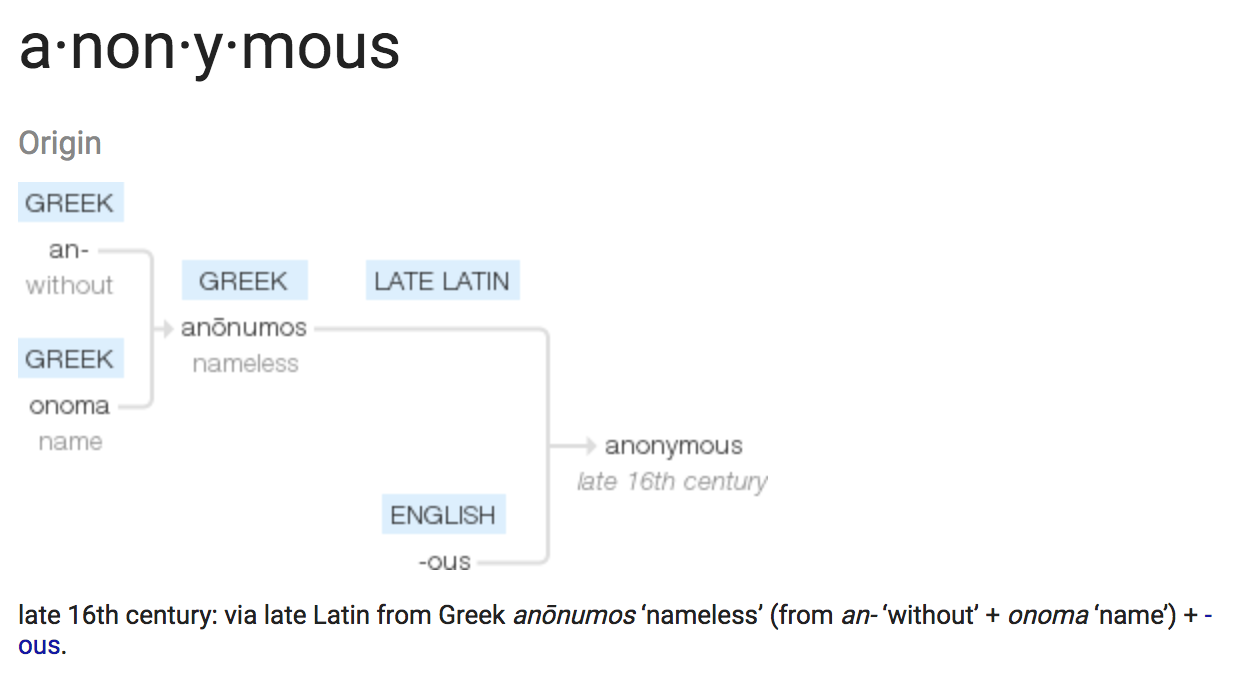 a·non·y·mous
Origin
GREEK
an-
without
GREEK
onoma
name
GREEK
anōnumos
nameless
LATE LATIN
ENGLISH
-ous
anonymous
late 16th century
late 16th century: via late Latin from Greek anōnumos ‘nameless’ (from an- ‘without’ + onoma ‘name’) + -
ous.